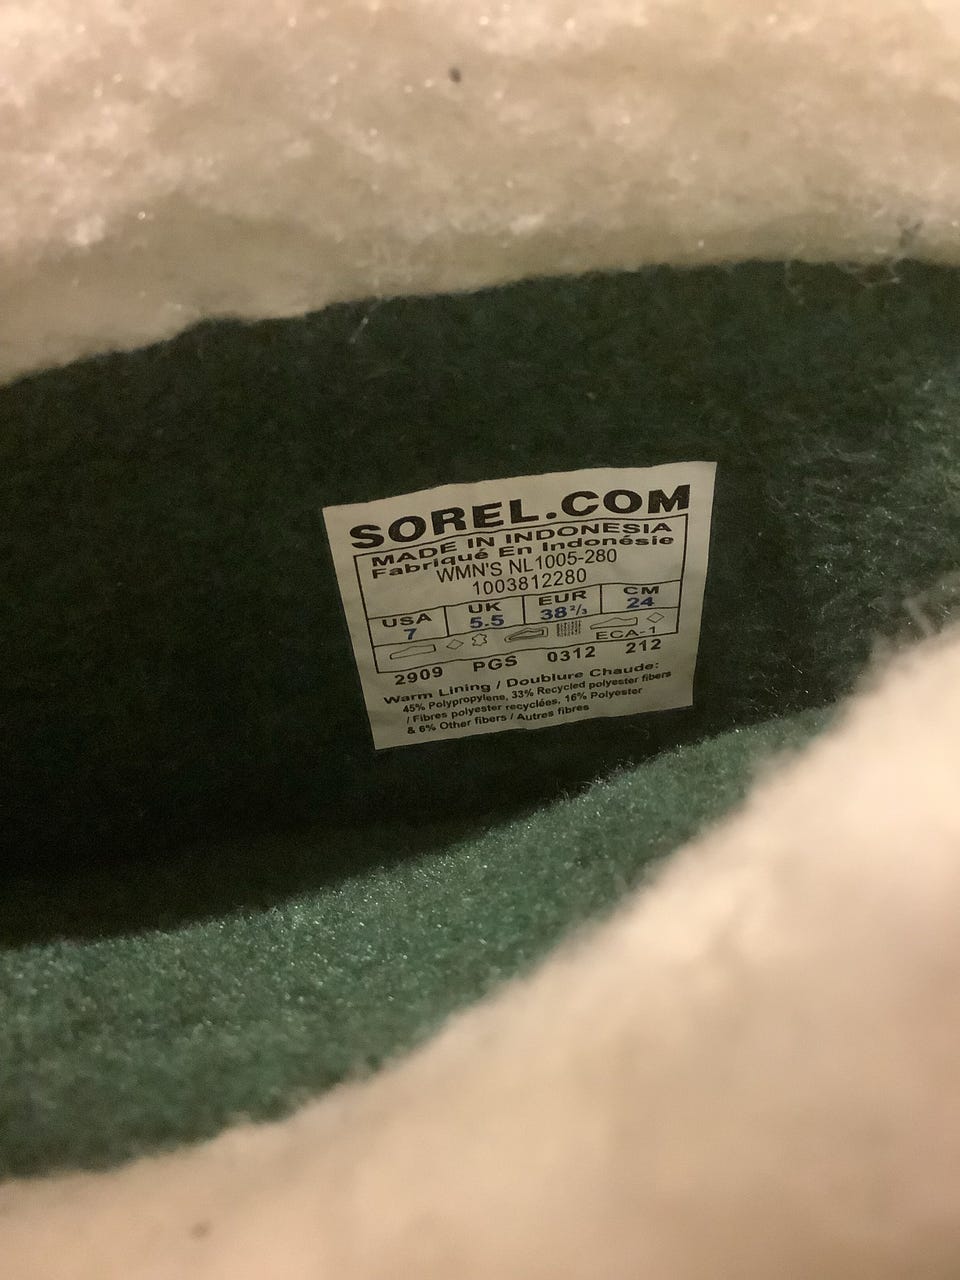 SOREL.COM
MADE IN INDONESIA
Fabriqué En Indonésie
WMN'S NL1005-280
1003812280
USA UK EUR CM
7 5.5 38²/₃ 24
ECA-1
2909 PGS 0312 212
Warm Lining / Doublure Chaude:
45% Polypropylene, 33% Recycled polyester fibers
/ Fibres polyester recyclées, 16% Polyester
& 6% Other fibers / Autres fibres